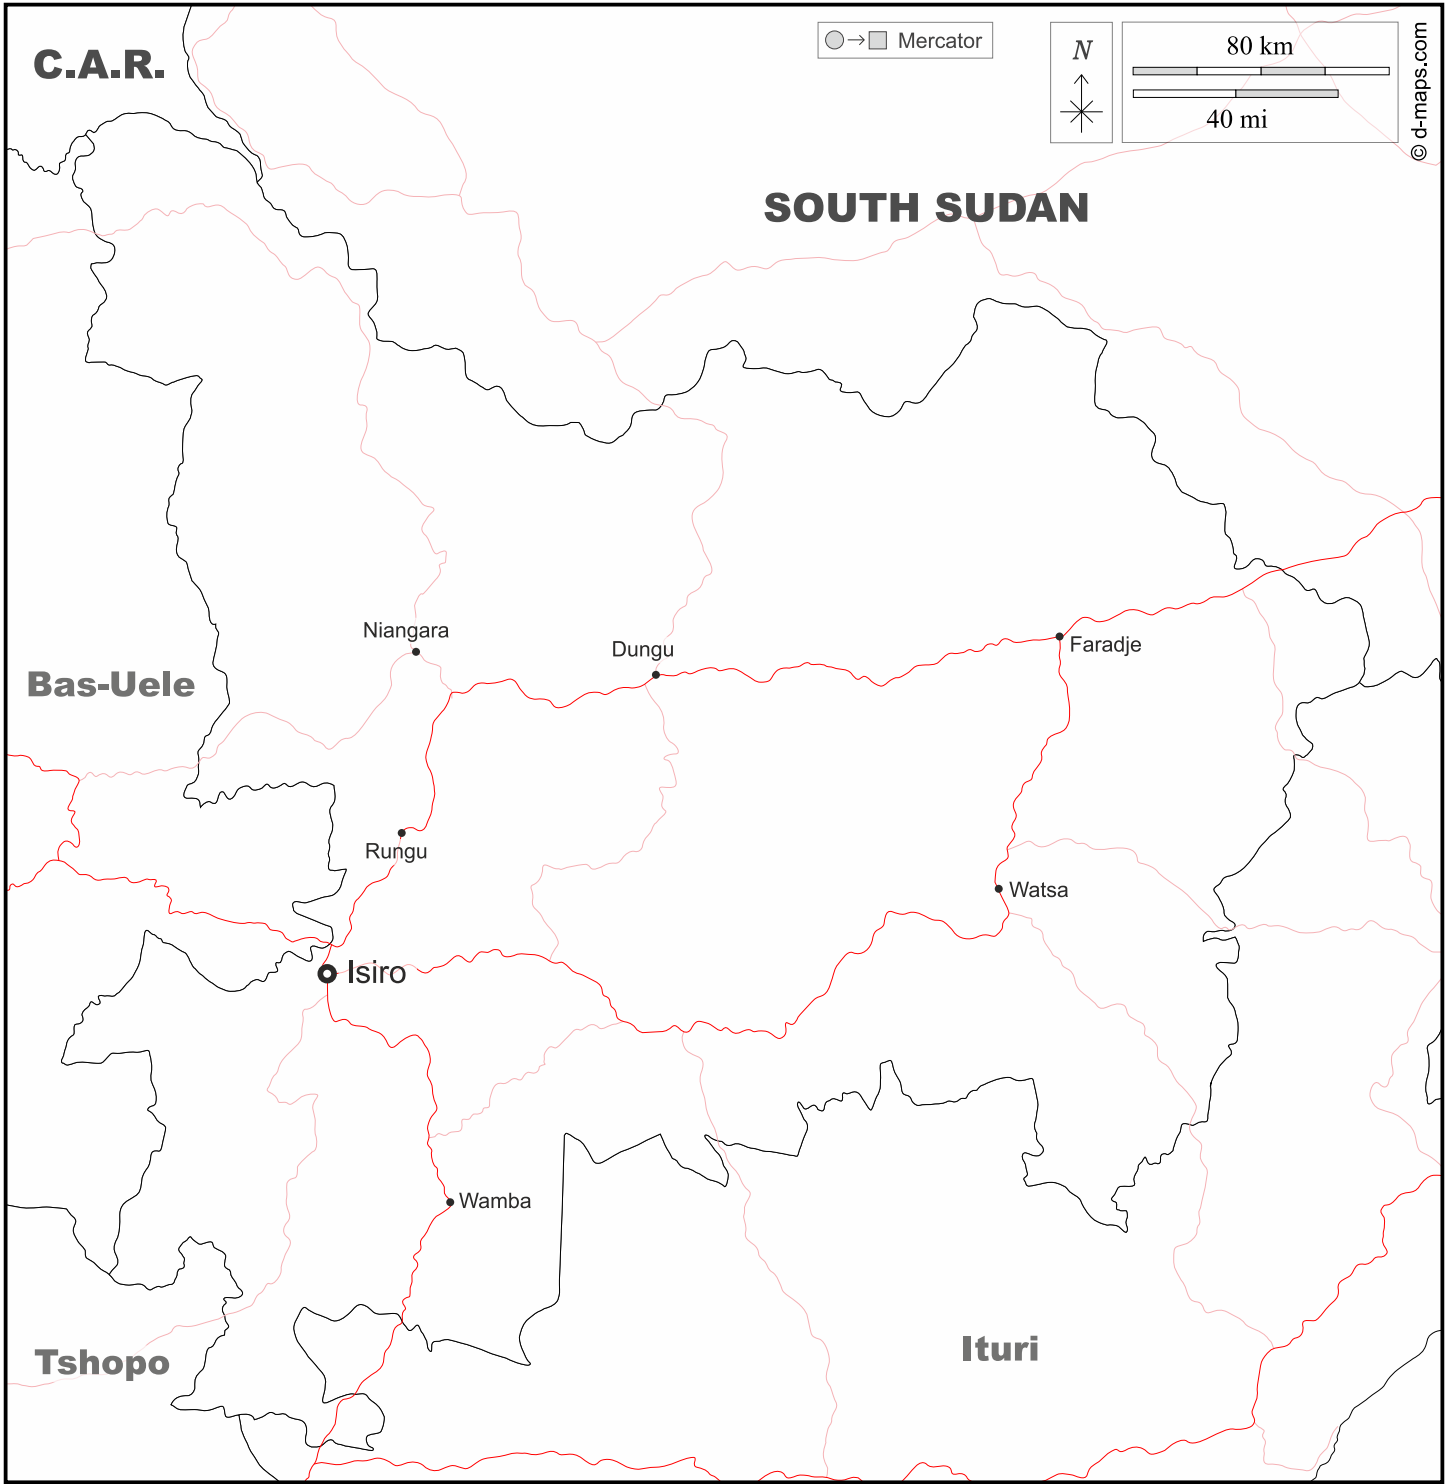 C.A.R.
Mercator
N
80 km
40 mi
© d-maps.com
SOUTH SUDAN
Niangara
Dungu
Faradje
Bas-Uele
Rungu
Watsa
Isiro
Wamba
Tshopo
Ituri